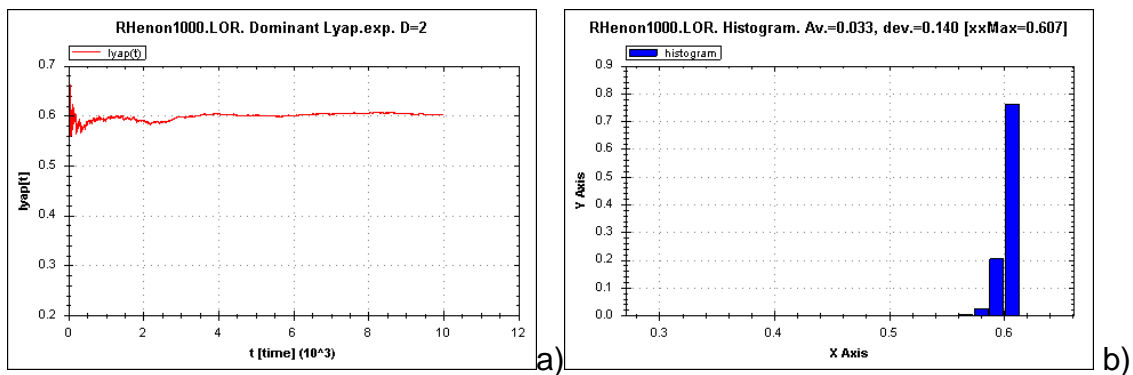 RHenon1000.LOR. Dominant Lyap.exp. D=2
lyap(t)
0.7
0.6
0.5
0.4
0.3
0.2
lyap[t]
0 2 4 6 8 10 12
t [time] (10^3)
a)
RHenon1000.LOR. Histogram. Av.=0.033, dev.=0.140 [xxMax=0.607]
histogram
0.9
0.8
0.7
0.6
0.5
0.4
0.3
0.2
0.1
0.0
Y Axis
0.3 0.4 0.5 0.6
X Axis
b)